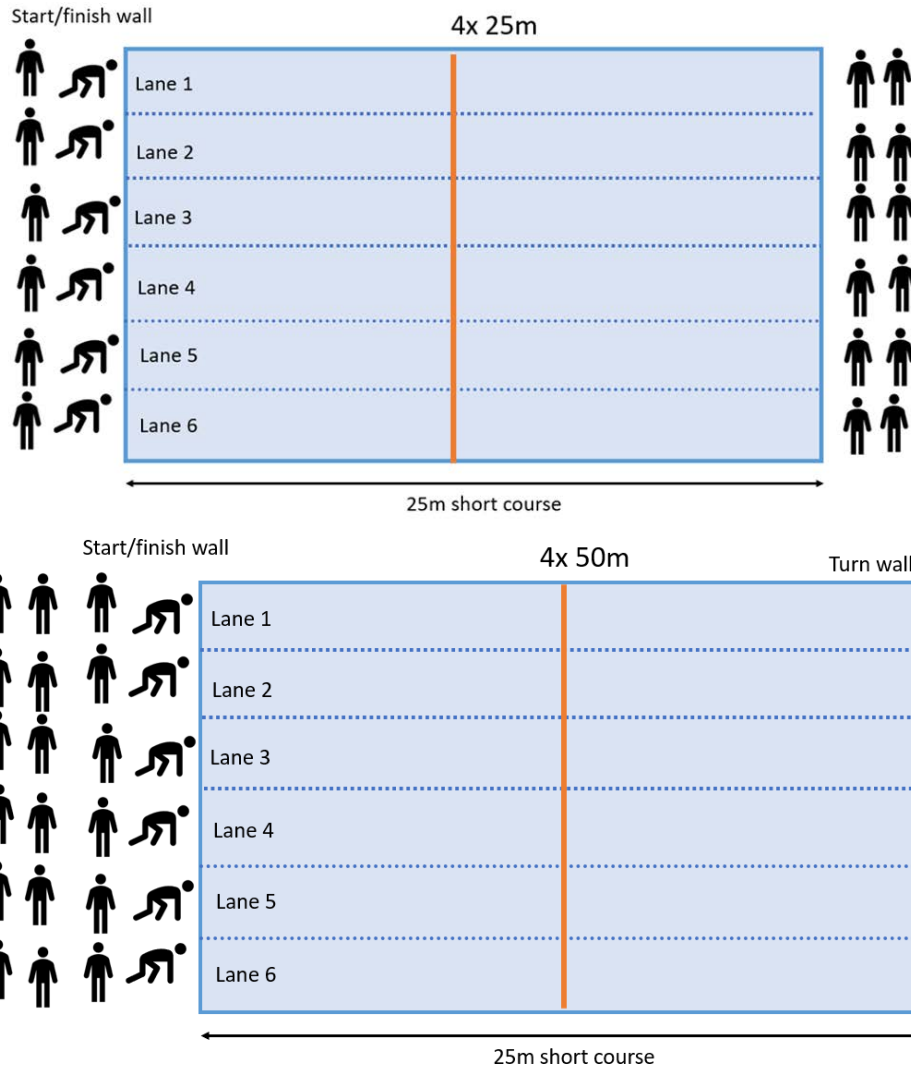 Start/finish wall
4x 25m
Lane 1
Lane 2
Lane 3
Lane 4
Lane 5
Lane 6
25m short course
Start/finish wall
4x 50m
Turn wall
Lane 1
Lane 2
Lane 3
Lane 4
Lane 5
Lane 6
25m short course